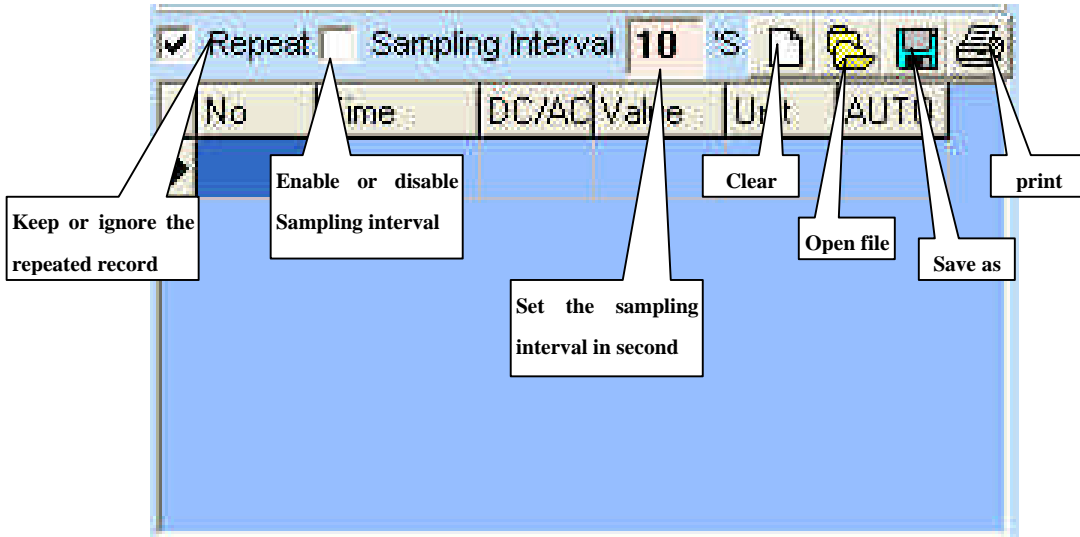 Repeat Sampling Interval 10 'S
No Time DC/AC Value Unit AUTO
Keep or ignore the
repeated record
Enable or disable
Sampling interval
Set the sampling
interval in second
Clear
Open file
Save as
print